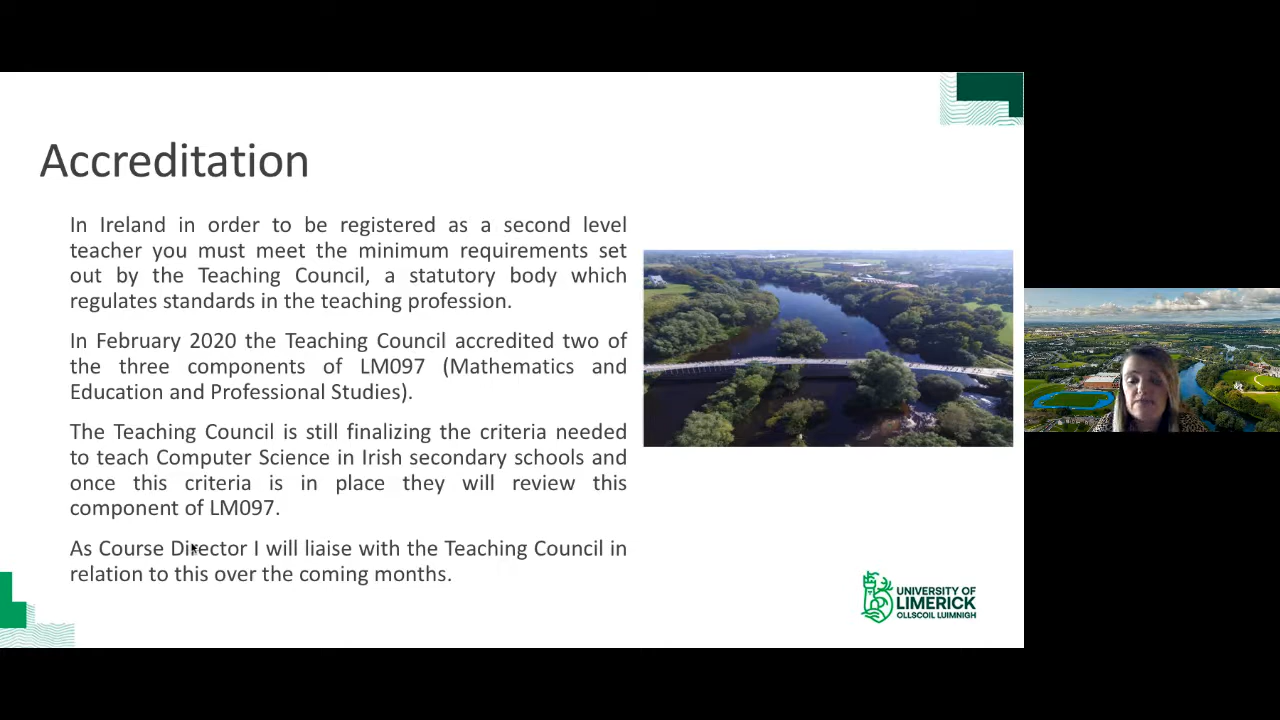 Accreditation
In Ireland in order to be registered as a second level
teacher you must meet the minimum requirements set
out by the Teaching Council, a statutory body which
regulates standards in the teaching profession.
In February 2020 the Teaching Council accredited two of
the three components of LM097 (Mathematics and
Education and Professional Studies).
The Teaching Council is still finalizing the criteria needed
to teach Computer Science in Irish secondary schools and
once this criteria is in place they will review this
component of LM097.
As Course Director I will liaise with the Teaching Council in
relation to this over the coming months.
UNIVERSITY OF
LIMERICK
OLLSCOIL LUIMNIGH